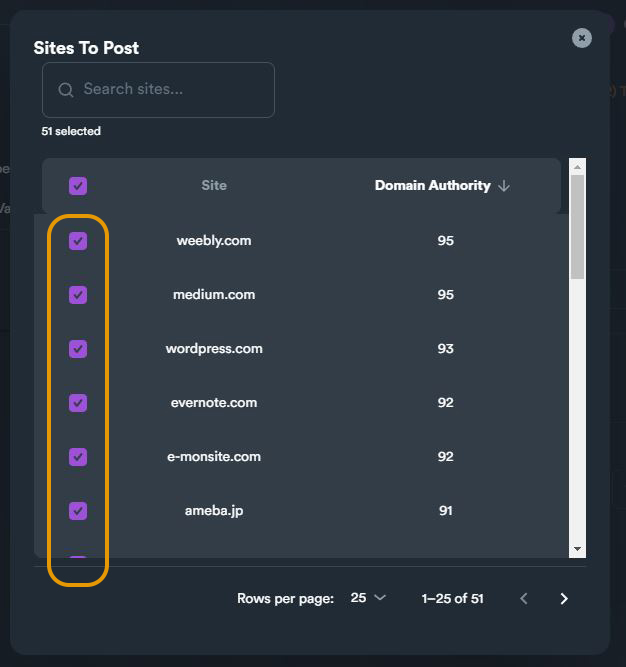 Sites To Post
Search sites...
51 selected
Site Domain Authority
weebly.com 95
medium.com 95
wordpress.com 93
evernote.com 92
e-monsite.com 92
ameba.jp 91
Rows per page: 25 1–25 of 51